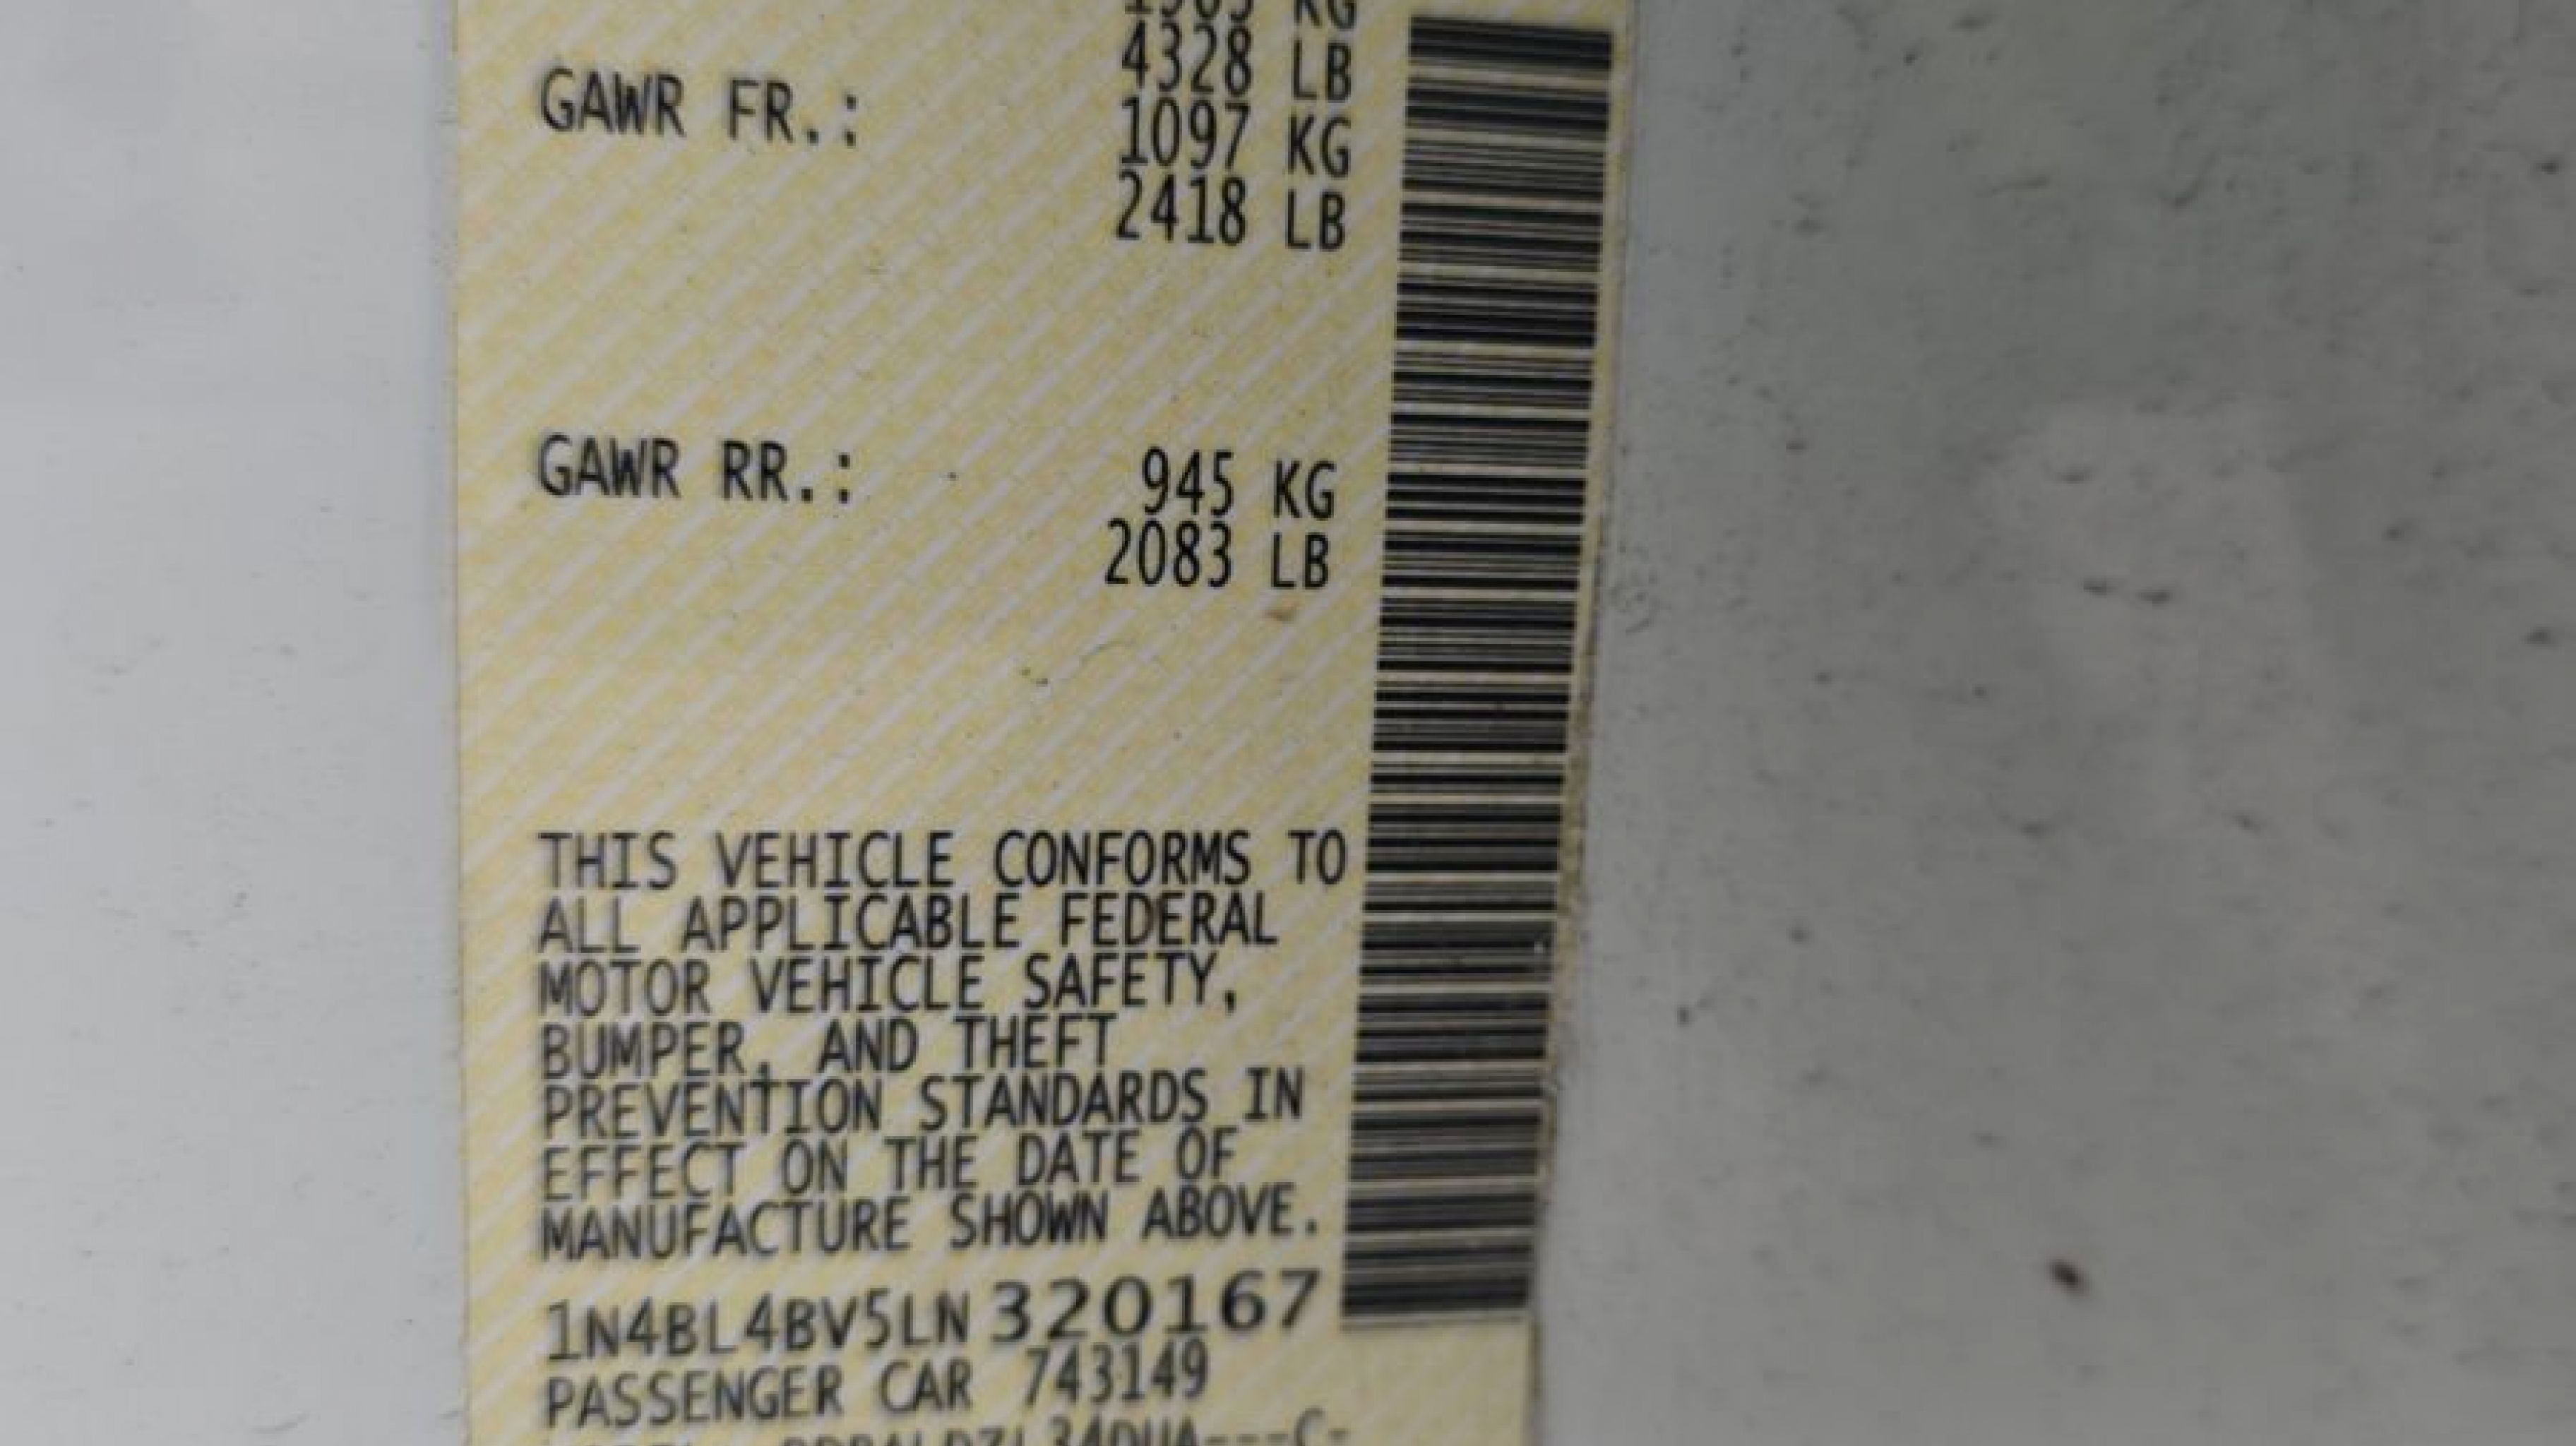 KG
4328 LB
GAWR FR.: 1097 KG
2418 LB
GAWR RR.: 945 KG
2083 LB
THIS VEHICLE CONFORMS TO
ALL APPLICABLE FEDERAL
MOTOR VEHICLE SAFETY,
BUMPER, AND THEFT
PREVENTION STANDARDS IN
EFFECT ON THE DATE OF
MANUFACTURE SHOWN ABOVE.
1N4BL4BV5LN320167
PASSENGER CAR 743149